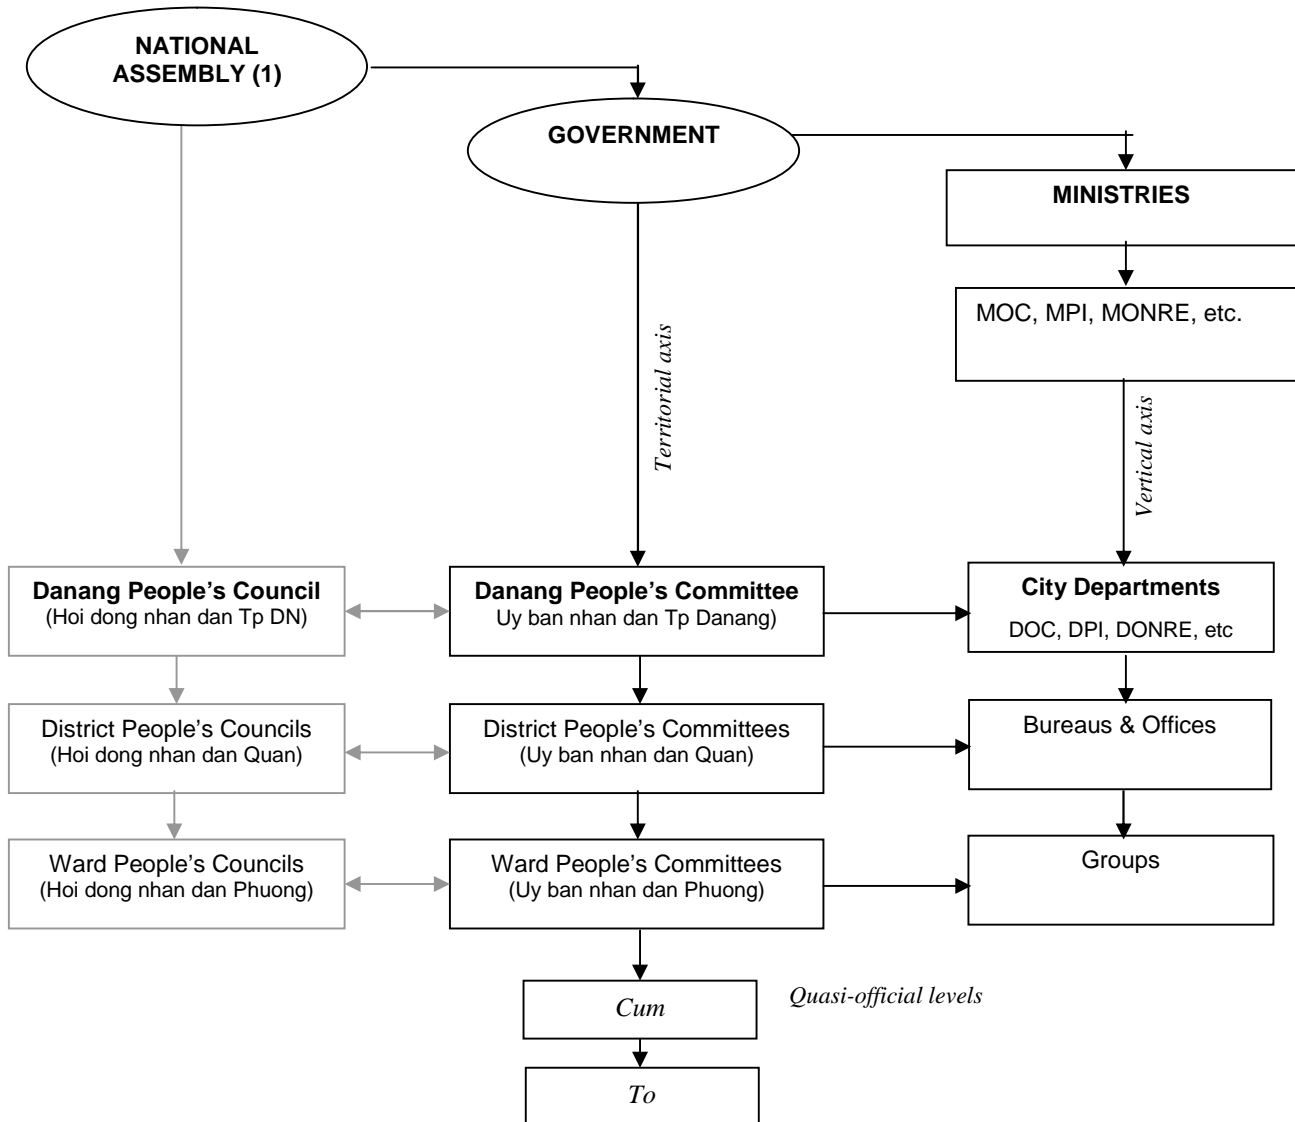 NATIONAL
ASSEMBLY (1)
GOVERNMENT
MINISTRIES
MOC, MPI, MONRE, etc.
Territorial axis
Vertical axis
Danang People’s Council
(Hoi dong nhan dan Tp DN)
Danang People’s Committee
Uy ban nhan dan Tp Danang)
City Departments
DOC, DPI, DONRE, etc
District People’s Councils
(Hoi dong nhan dan Quan)
District People’s Committees
(Uy ban nhan dan Quan)
Bureaus & Offices
Ward People’s Councils
(Hoi dong nhan dan Phuong)
Ward People’s Committees
(Uy ban nhan dan Phuong)
Groups
Cum
Quasi-official levels
To